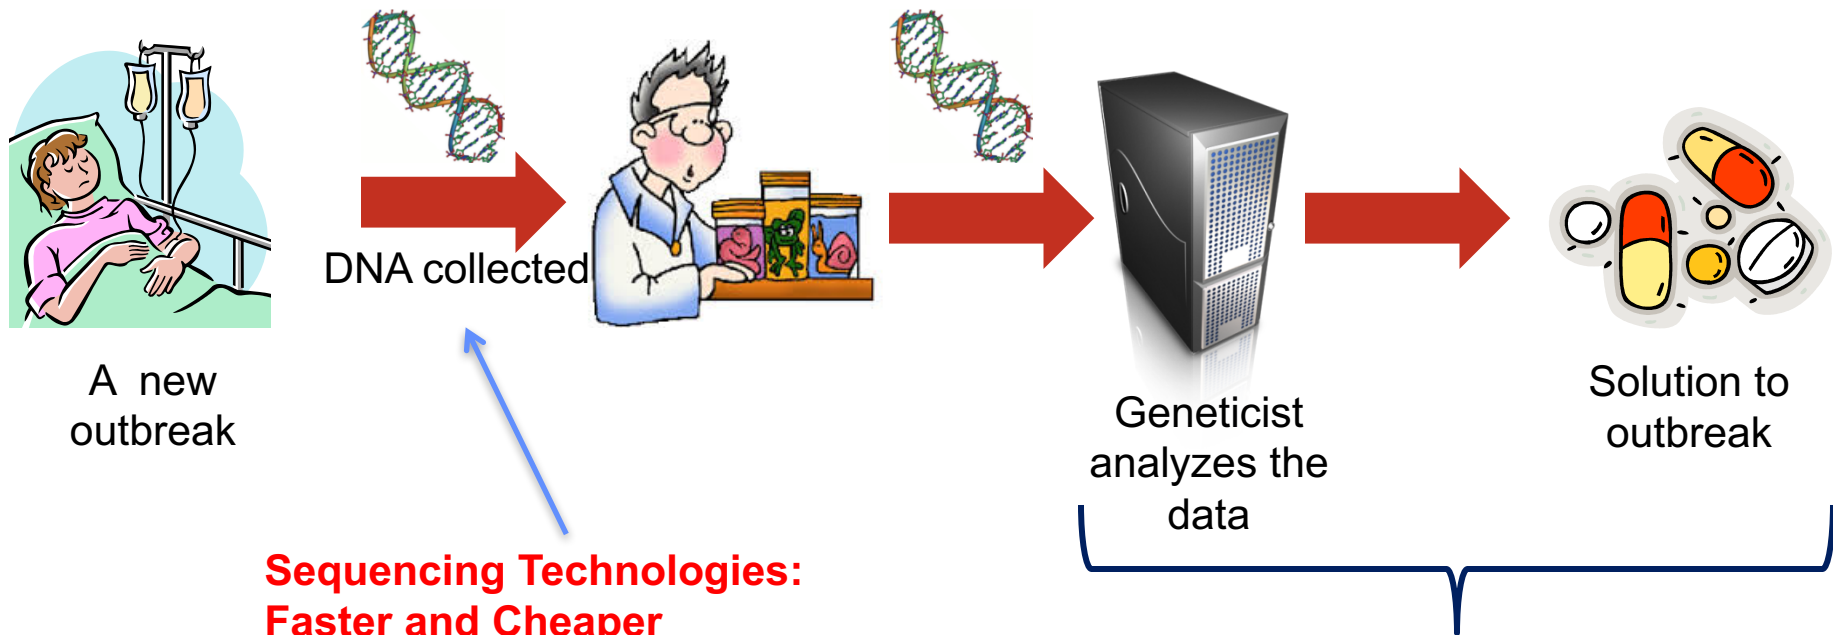 DNA collected
A new
outbreak
Geneticist
analyzes the
data
Solution to
outbreak
Sequencing Technologies:
Faster and Cheaper